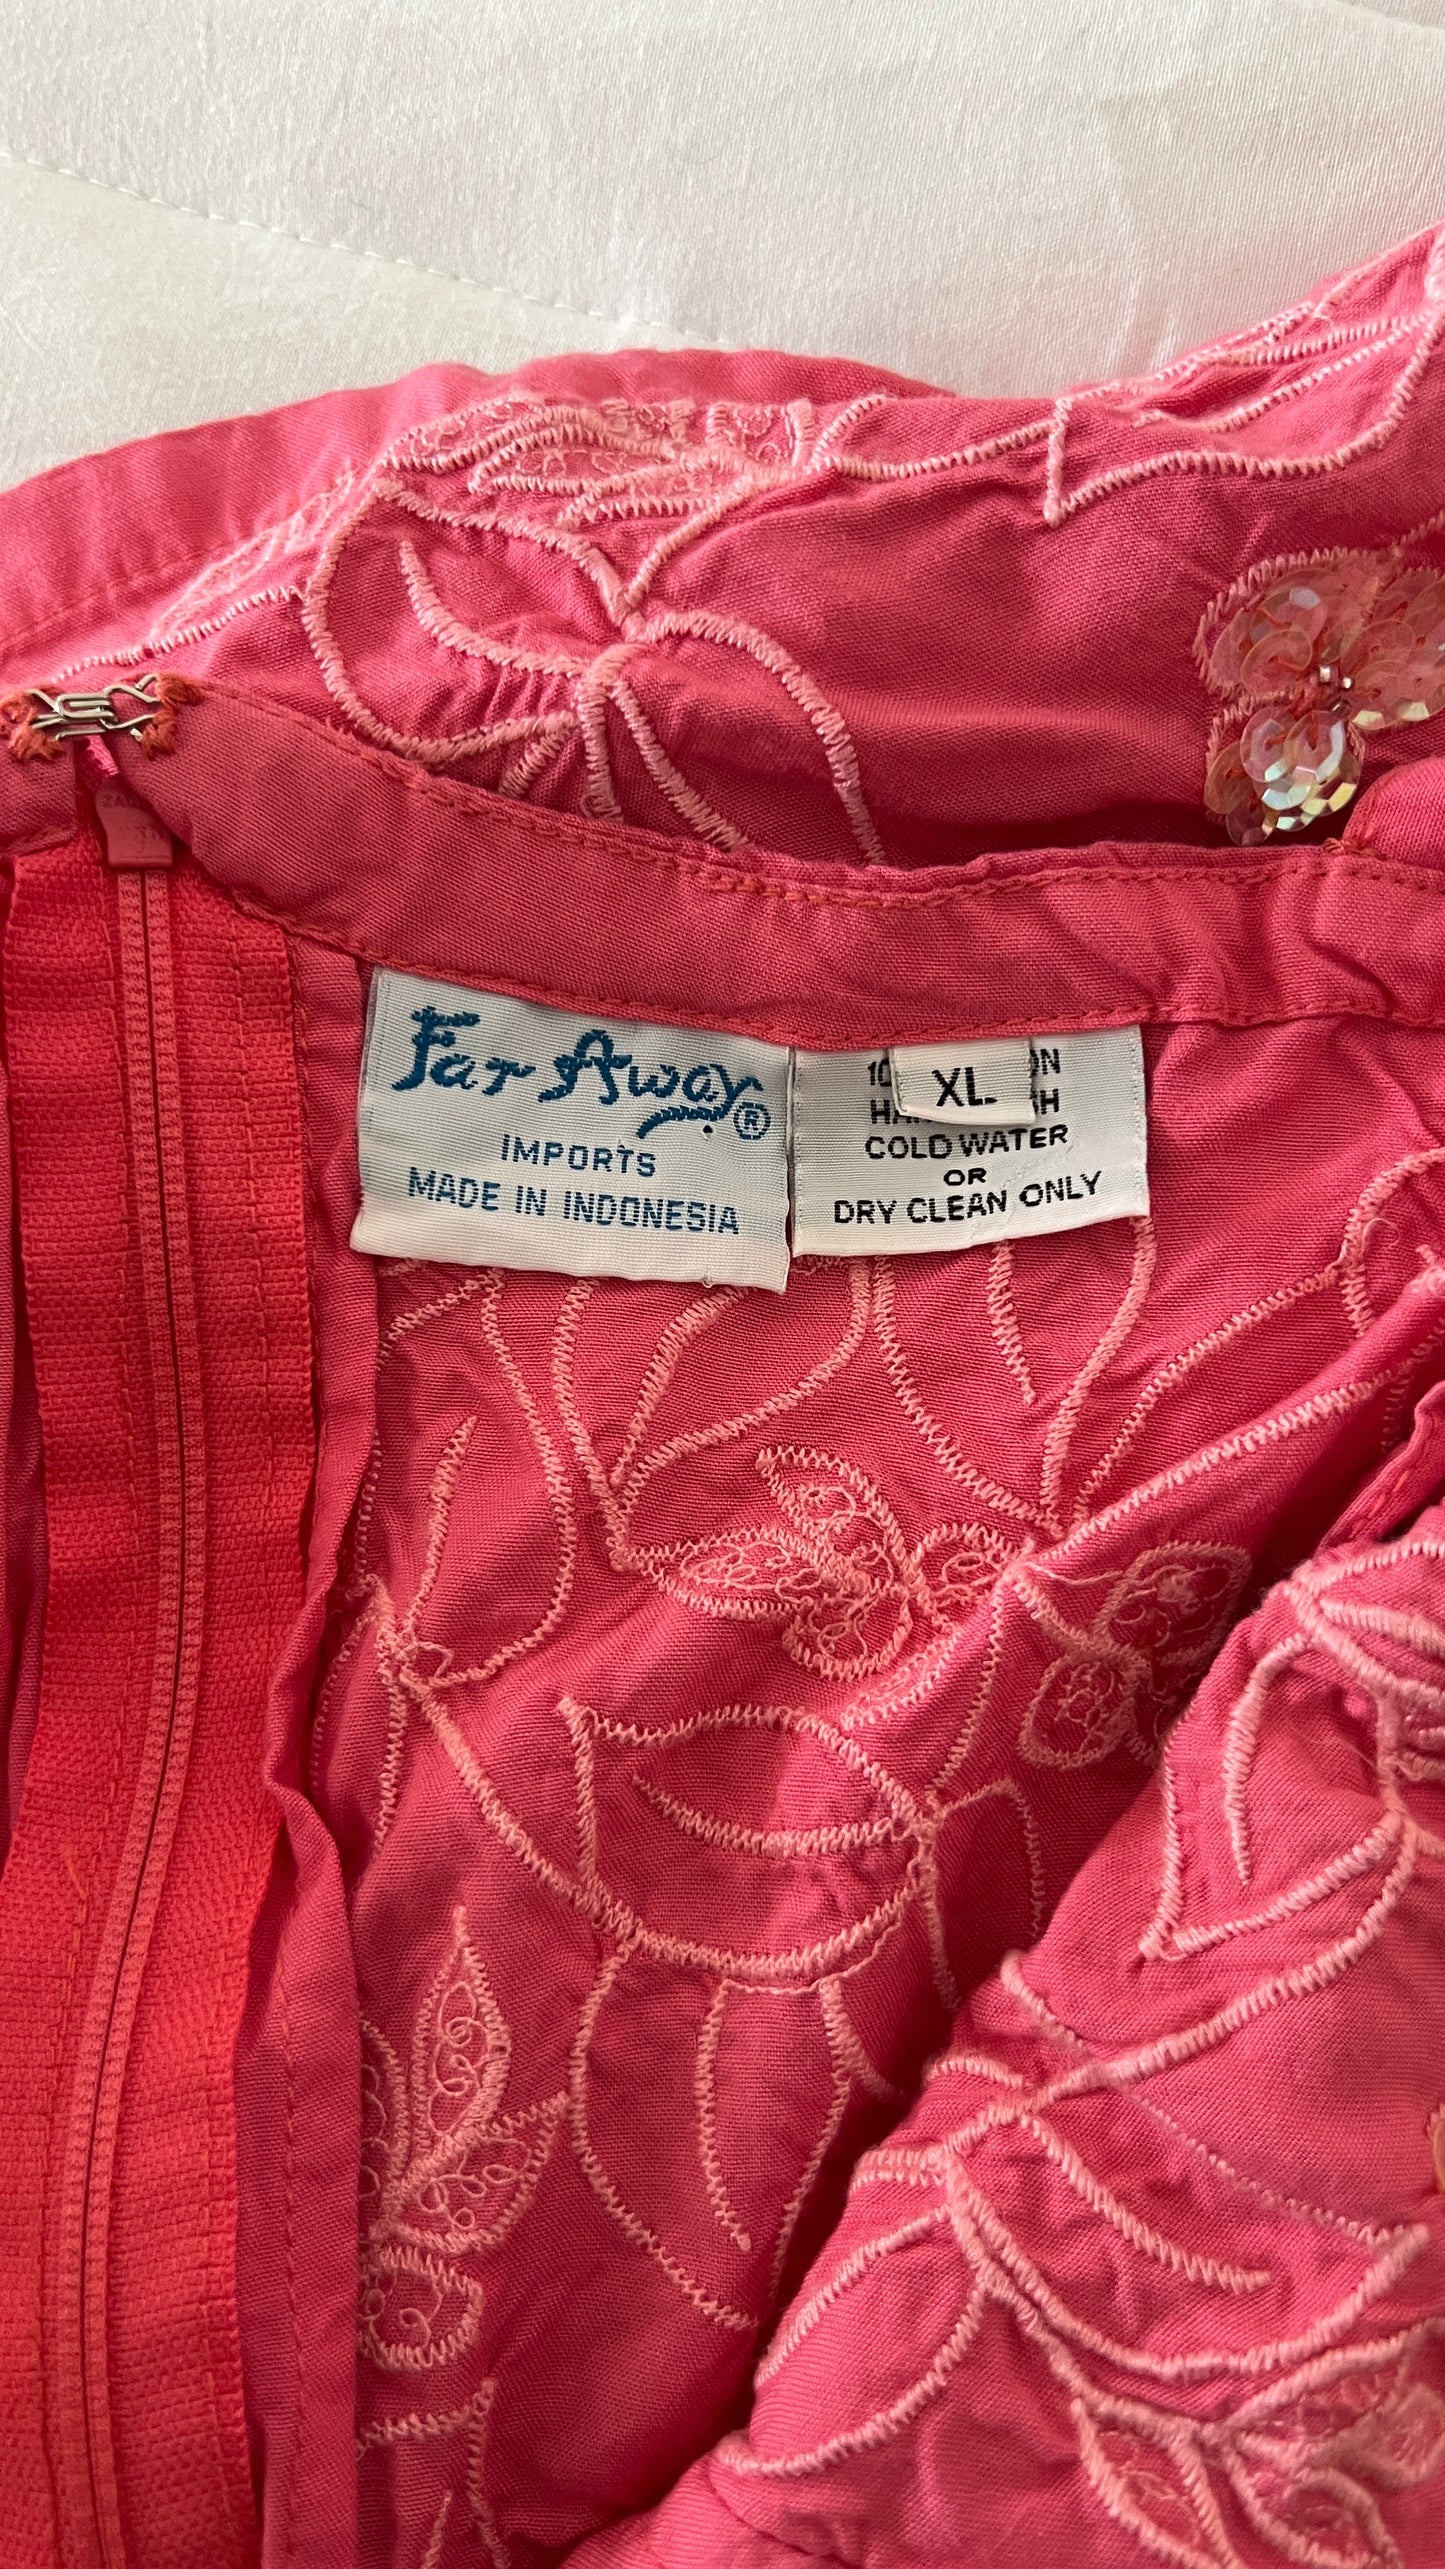 Far Away ®
IMPORTS
MADE IN INDONESIA
XL
COLD WATER
OR
DRY CLEAN ONLY